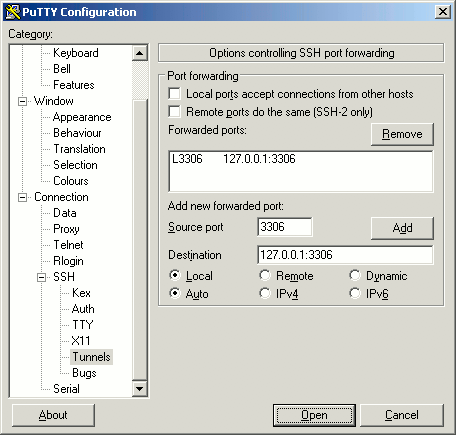 PuTTY Configuration
Category:
Keyboard
Bell
Features
Window
Appearance
Behaviour
Translation
Selection
Colours
Connection
Data
Proxy
Telnet
Rlogin
SSH
Kex
Auth
TTY
X11
Tunnels
Bugs
Serial
Options controlling SSH port forwarding
Port forwarding
Local ports accept connections from other hosts
Remote ports do the same (SSH-2 only)
Forwarded ports:
Remove
L3306 127.0.0.1:3306
Add new forwarded port:
Source port 3306 Add
Destination 127.0.0.1:3306
Local Remote Dynamic
Auto IPv4 IPv6
About Open Cancel